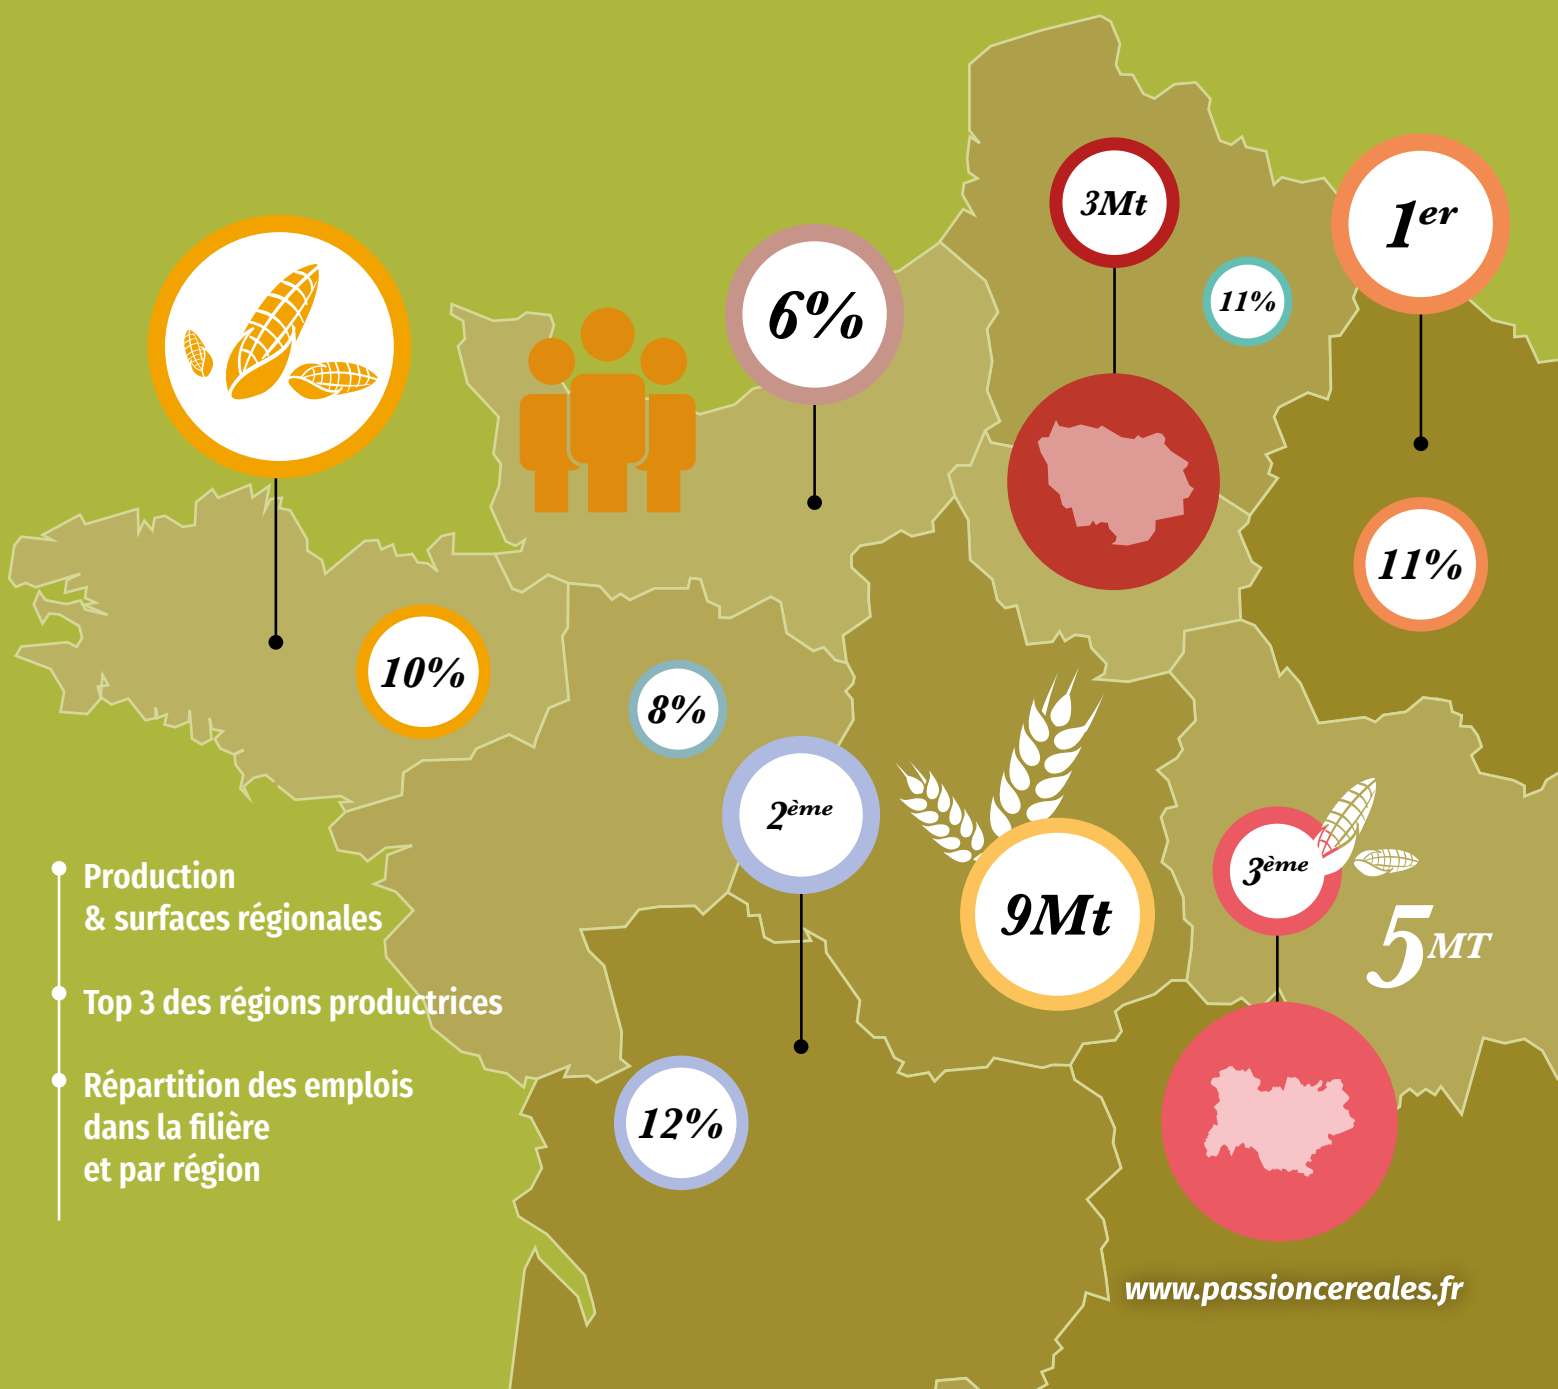 3Mt
1er
11%
6%
11%
10%
8%
2ème
3ème
9Mt
5MT
Production
& surfaces régionales
Top 3 des régions productrices
Répartition des emplois
dans la filière
et par région
12%
www.passioncereales.fr